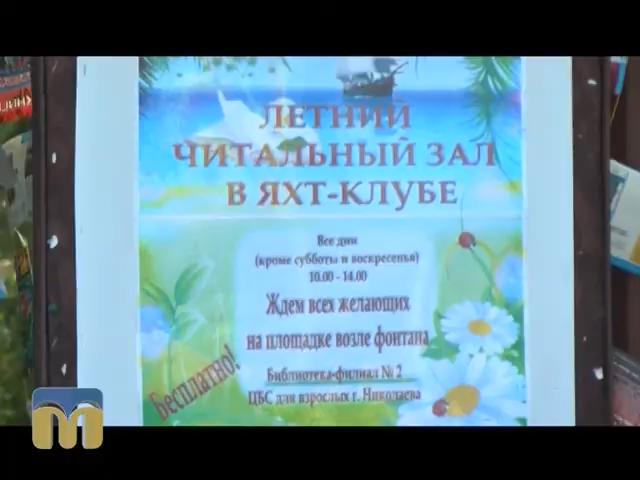 ЛЕТНИЙ
ЧИТАЛЬНЫЙ ЗАЛ
В ЯХТ-КЛУБЕ
Все дни
(кроме субботы и воскресенья)
10.00 - 14.00
Ждем всех желающих
на площадке возле фонтана
Бесплатно!
Библиотека-филиал № 2
ЦБС для взрослых г. Николаева